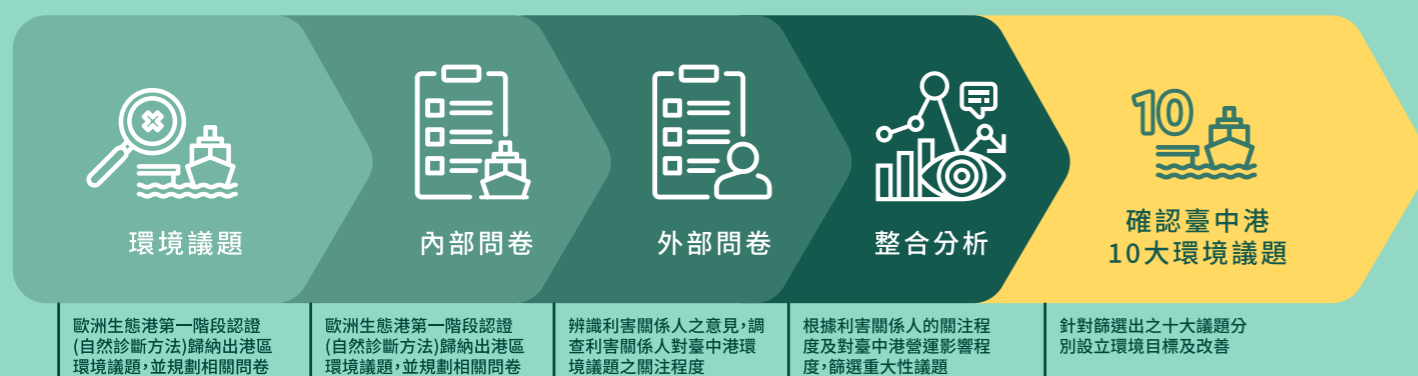 10
環境議題
內部問卷
外部問卷
整合分析
確認臺中港
10大環境議題
歐洲生態港第一階段認證
(自然診斷方法)歸納出港區
環境議題,並規劃相關問卷
歐洲生態港第一階段認證
(自然診斷方法)歸納出港區
環境議題,並規劃相關問卷
辨識利害關係人之意見,調
查利害關係人對臺中港環
境議題之關注程度
根據利害關係人的關注程
度及對臺中港營運影響程
度,篩選重大性議題
針對篩選出之十大議題分
別設立環境目標及改善